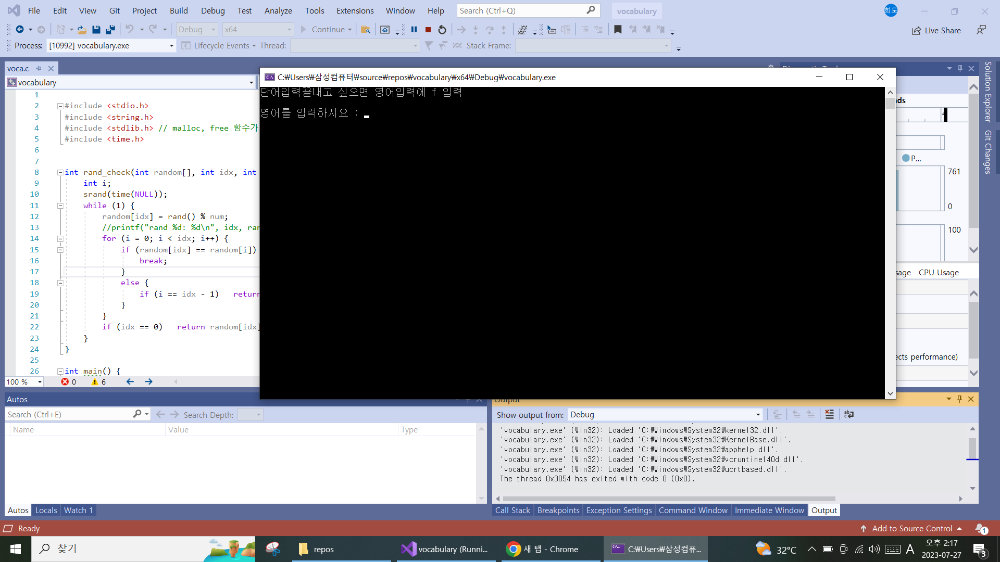 File Edit View Git Project Build Debug Test Analyze Tools Extensions Window Help Search (Ctrl+Q) vocabulary 희도
Debug x64 Continue Live Share
Process: [10992] vocabulary.exe Lifecycle Events Thread: Stack Frame:
voca.c
vocabulary
C:\Users\삼성컴퓨터\source\repos\vocabulary\x64\Debug\vocabulary.exe
단어입력끝내고 싶으면 영어입력에 f 입력
영어를 입력하시요 :
1
2 #include <stdio.h>
3 #include <string.h>
4 #include <stdlib.h> // malloc, free 함수가
5 #include <time.h>
6
7
8 int rand_check(int random[], int idx, int
9 int i;
10 srand(time(NULL));
11 while (1) {
12 random[idx] = rand() % num;
13 //printf("rand %d: %d\n", idx, ran
14 for (i = 0; i < idx; i++) {
15 if (random[idx] == random[i])
16 break;
17 }
18 else {
19 if (i == idx - 1) return
20 }
21 }
22 if (idx == 0) return random[idx]
23 }
24 }
25
26 int main() {
100 % 0 6
Solution Explorer
Git Changes
ds
P...
761
0
100
sage CPU Usage
ects performance)
Autos
Search (Ctrl+E) Search Depth:
Name Value Type
Autos Locals Watch 1
Output
Show output from: Debug
'vocabulary.exe' (Win32): Loaded 'C:\Windows\System32\kernel32.dll'.
'vocabulary.exe' (Win32): Loaded 'C:\Windows\System32\KernelBase.dll'.
'vocabulary.exe' (Win32): Loaded 'C:\Windows\System32\apphelp.dll'.
'vocabulary.exe' (Win32): Loaded 'C:\Windows\System32\vcruntime140d.dll'.
'vocabulary.exe' (Win32): Loaded 'C:\Windows\System32\ucrtbased.dll'.
The thread 0x3054 has exited with code 0 (0x0).
Call Stack Breakpoints Exception Settings Command Window Immediate Window Output
Ready Add to Source Control 1
찾기 repos vocabulary (Runni... 새 탭 - Chrome C:\Users\삼성컴퓨... 32°C A 오후 2:17
2023-07-27 3